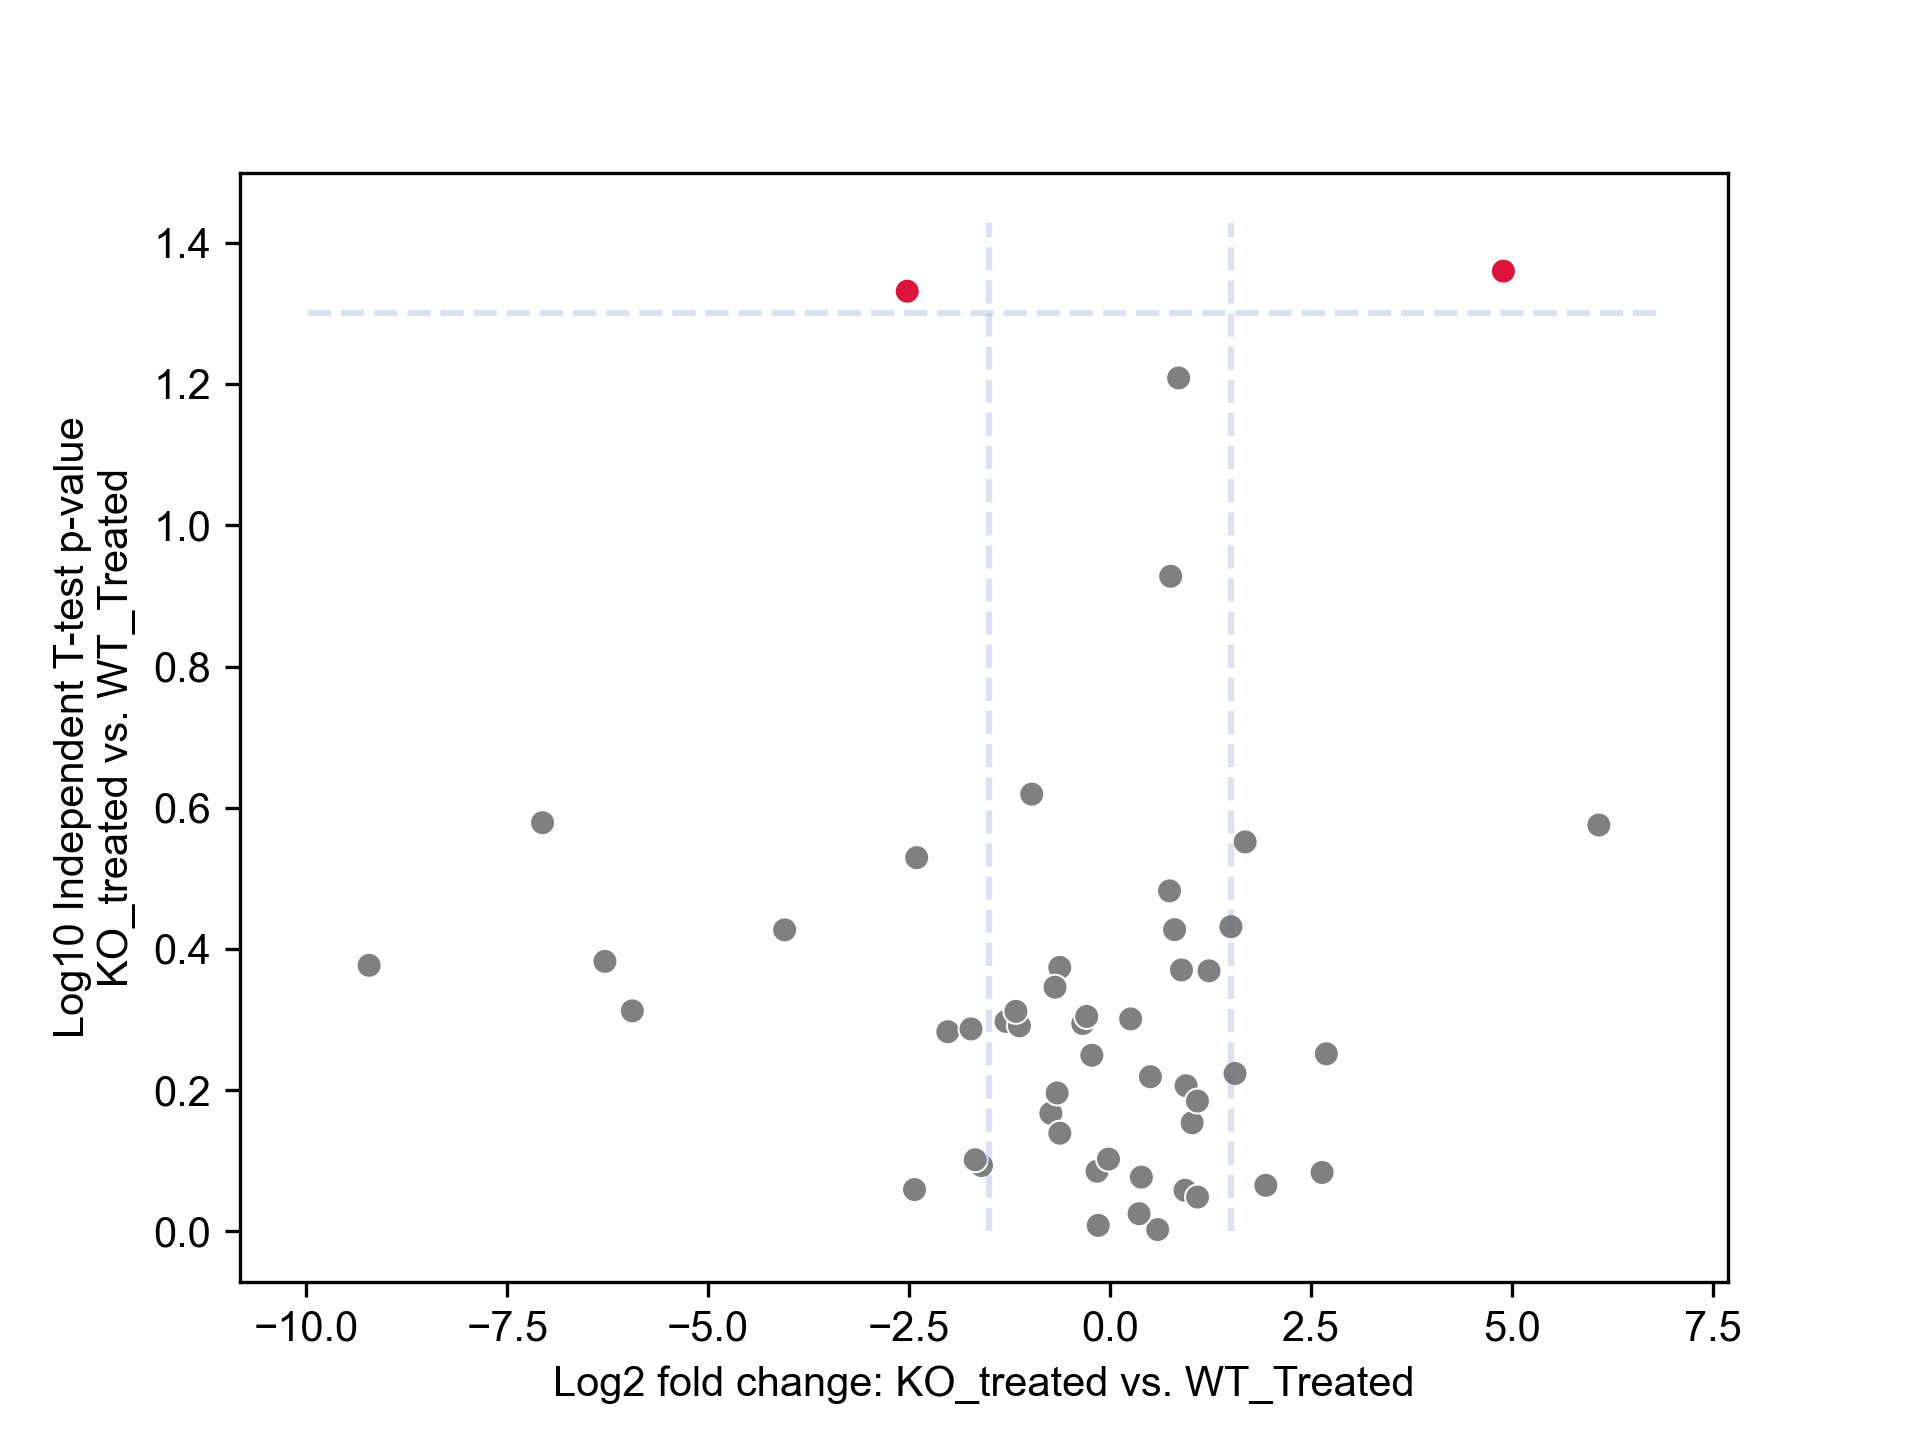 1.4
1.2
1.0
0.8
0.6
0.4
0.2
0.0
Log10 Independent T-test p-value
KO_treated vs. WT_Treated
−10.0 −7.5 −5.0 −2.5 0.0 2.5 5.0 7.5
Log2 fold change: KO_treated vs. WT_Treated